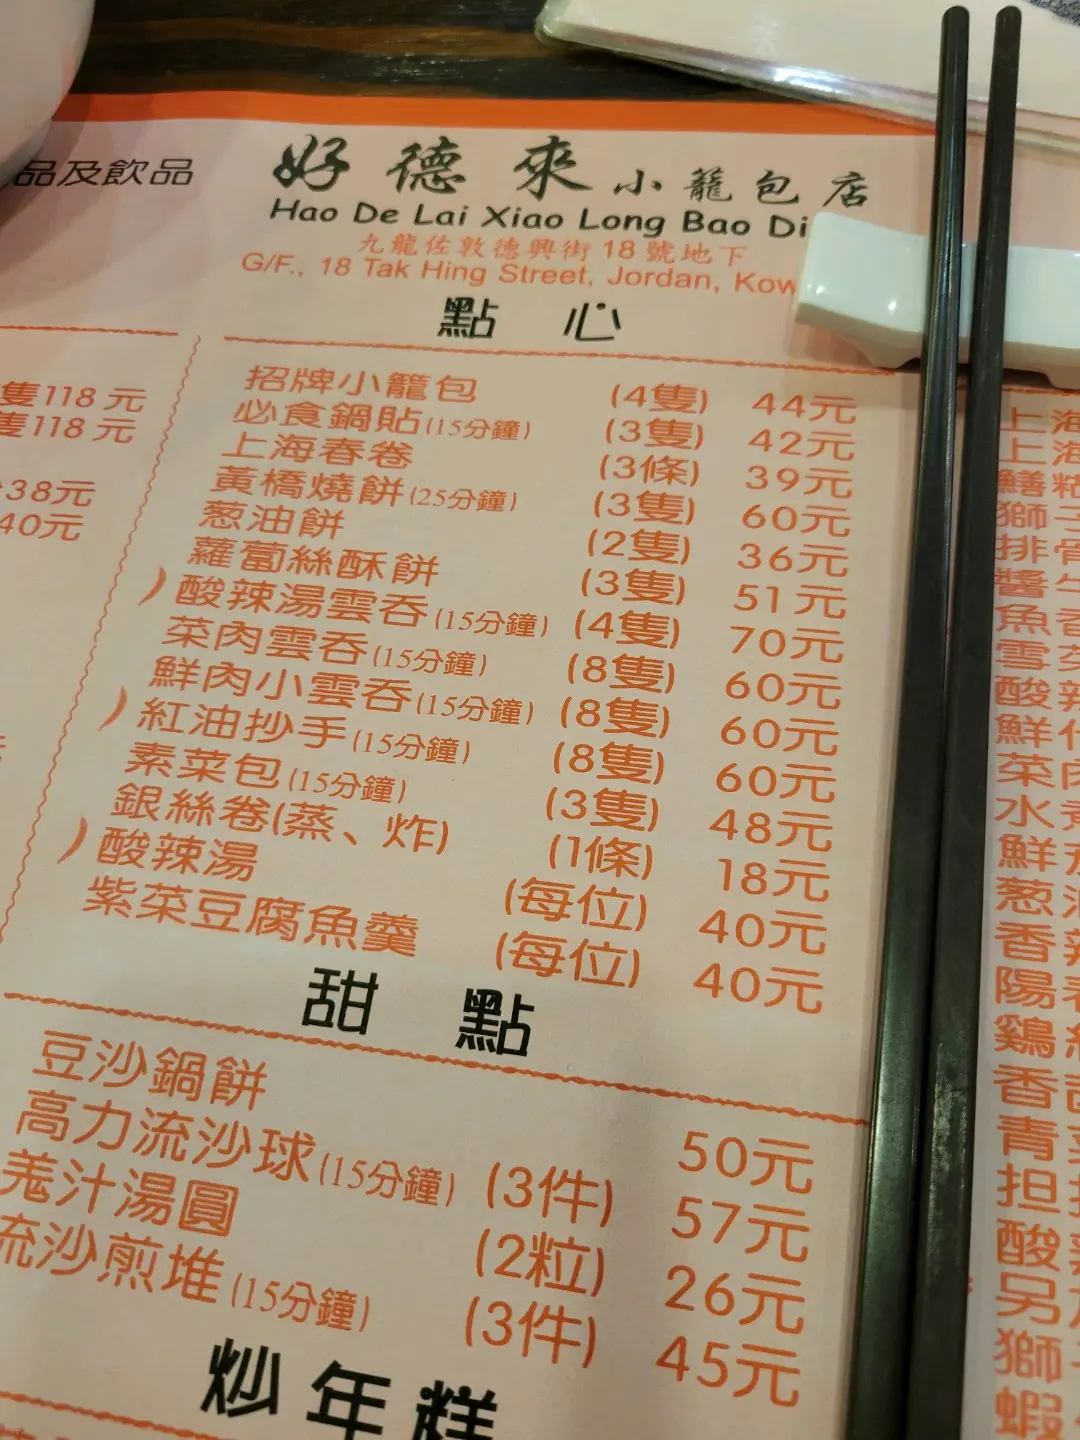 品及飲品
好德來小籠包店
Hao De Lai Xiao Long Bao Di
九龍佐敦德興街18號地下
G/F., 18 Tak Hing Street, Jordan, Kow
點心
招牌小籠包 (4隻) 44元
必食鍋貼(15分鐘) (3隻) 42元
上海春卷 (3條) 39元
黃橋燒餅(25分鐘) (3隻) 60元
葱油餅 (2隻) 36元
蘿蔔絲酥餅 (3隻) 51元
酸辣湯雲吞(15分鐘) (4隻) 70元
菜肉雲吞(15分鐘) (8隻) 60元
鮮肉小雲吞(15分鐘) (8隻) 60元
紅油抄手(15分鐘) (8隻) 60元
素菜包(15分鐘) (3隻) 48元
銀絲卷(蒸、炸) (1條) 18元
酸辣湯 (每位) 40元
紫菜豆腐魚羹 (每位) 40元
甜點
豆沙鍋餅 50元
高力流沙球(15分鐘) (3件) 57元
羗汁湯圓 (2粒) 26元
流沙煎堆(15分鐘) (3件) 45元
炒年糕
隻118元
隻118元
38元
40元
上海
上海
鱔
獅子
排骨
醬牛
魚香
雪菜
酸辣
鮮
菜肉
水煮
鮮
葱油
香辣
陽春
鷄
香
青菜
担
酸辣
另
獅子
蝦